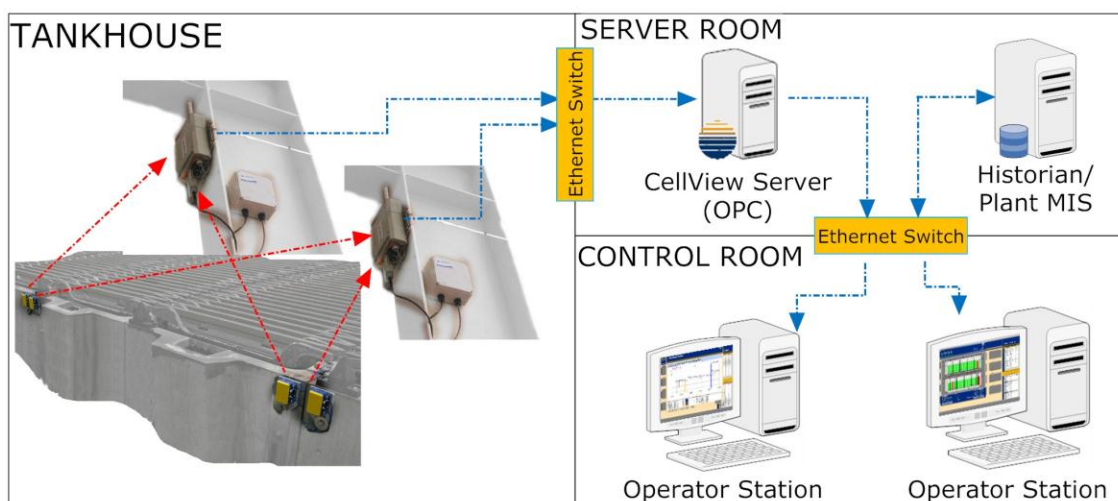 TANKHOUSE
SERVER ROOM
Ethernet Switch
CellView Server
(OPC)
Historian/
Plant MIS
Ethernet Switch
CONTROL ROOM
Operator Station
Operator Station